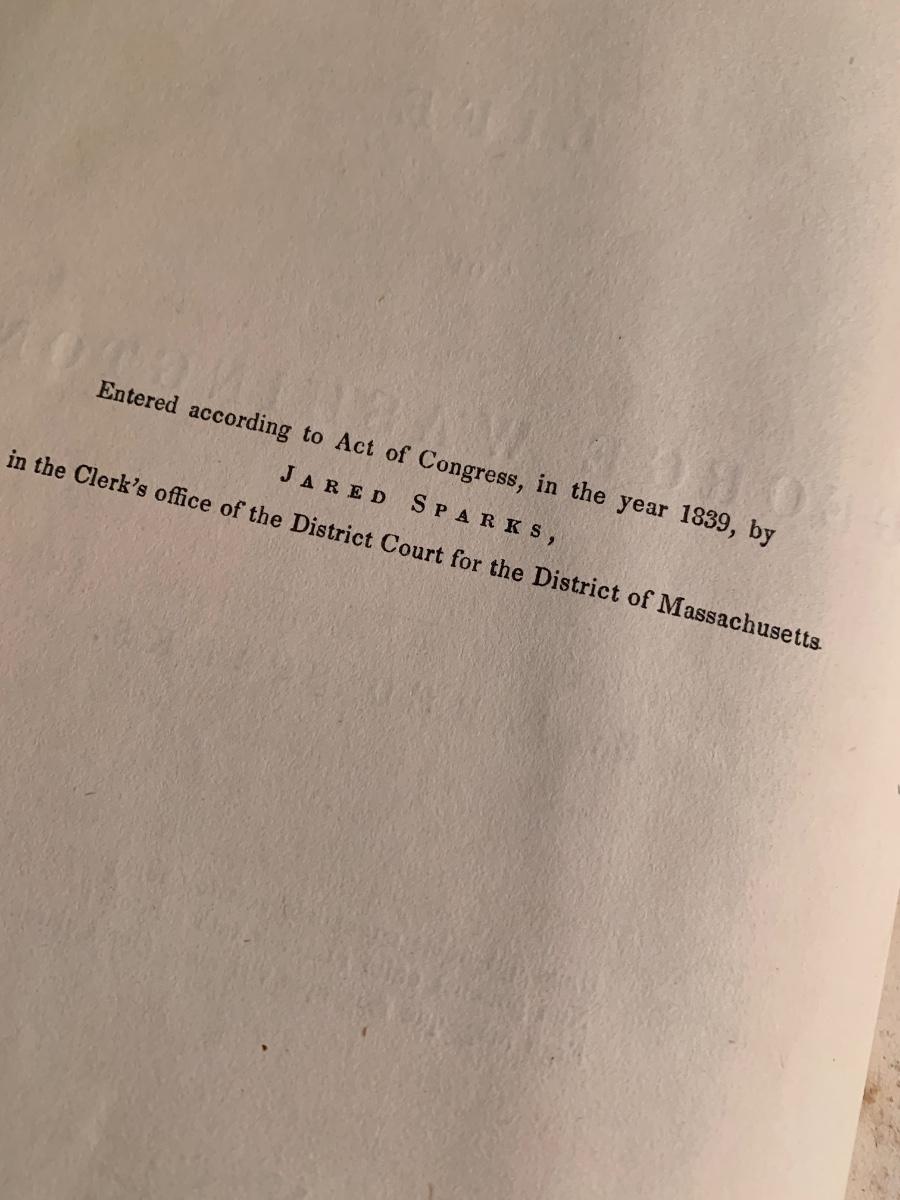 Entered according to Act of Congress, in the year 1839, by
JARED SPARKS,
in the Clerk's office of the District Court for the District of Massachusetts.